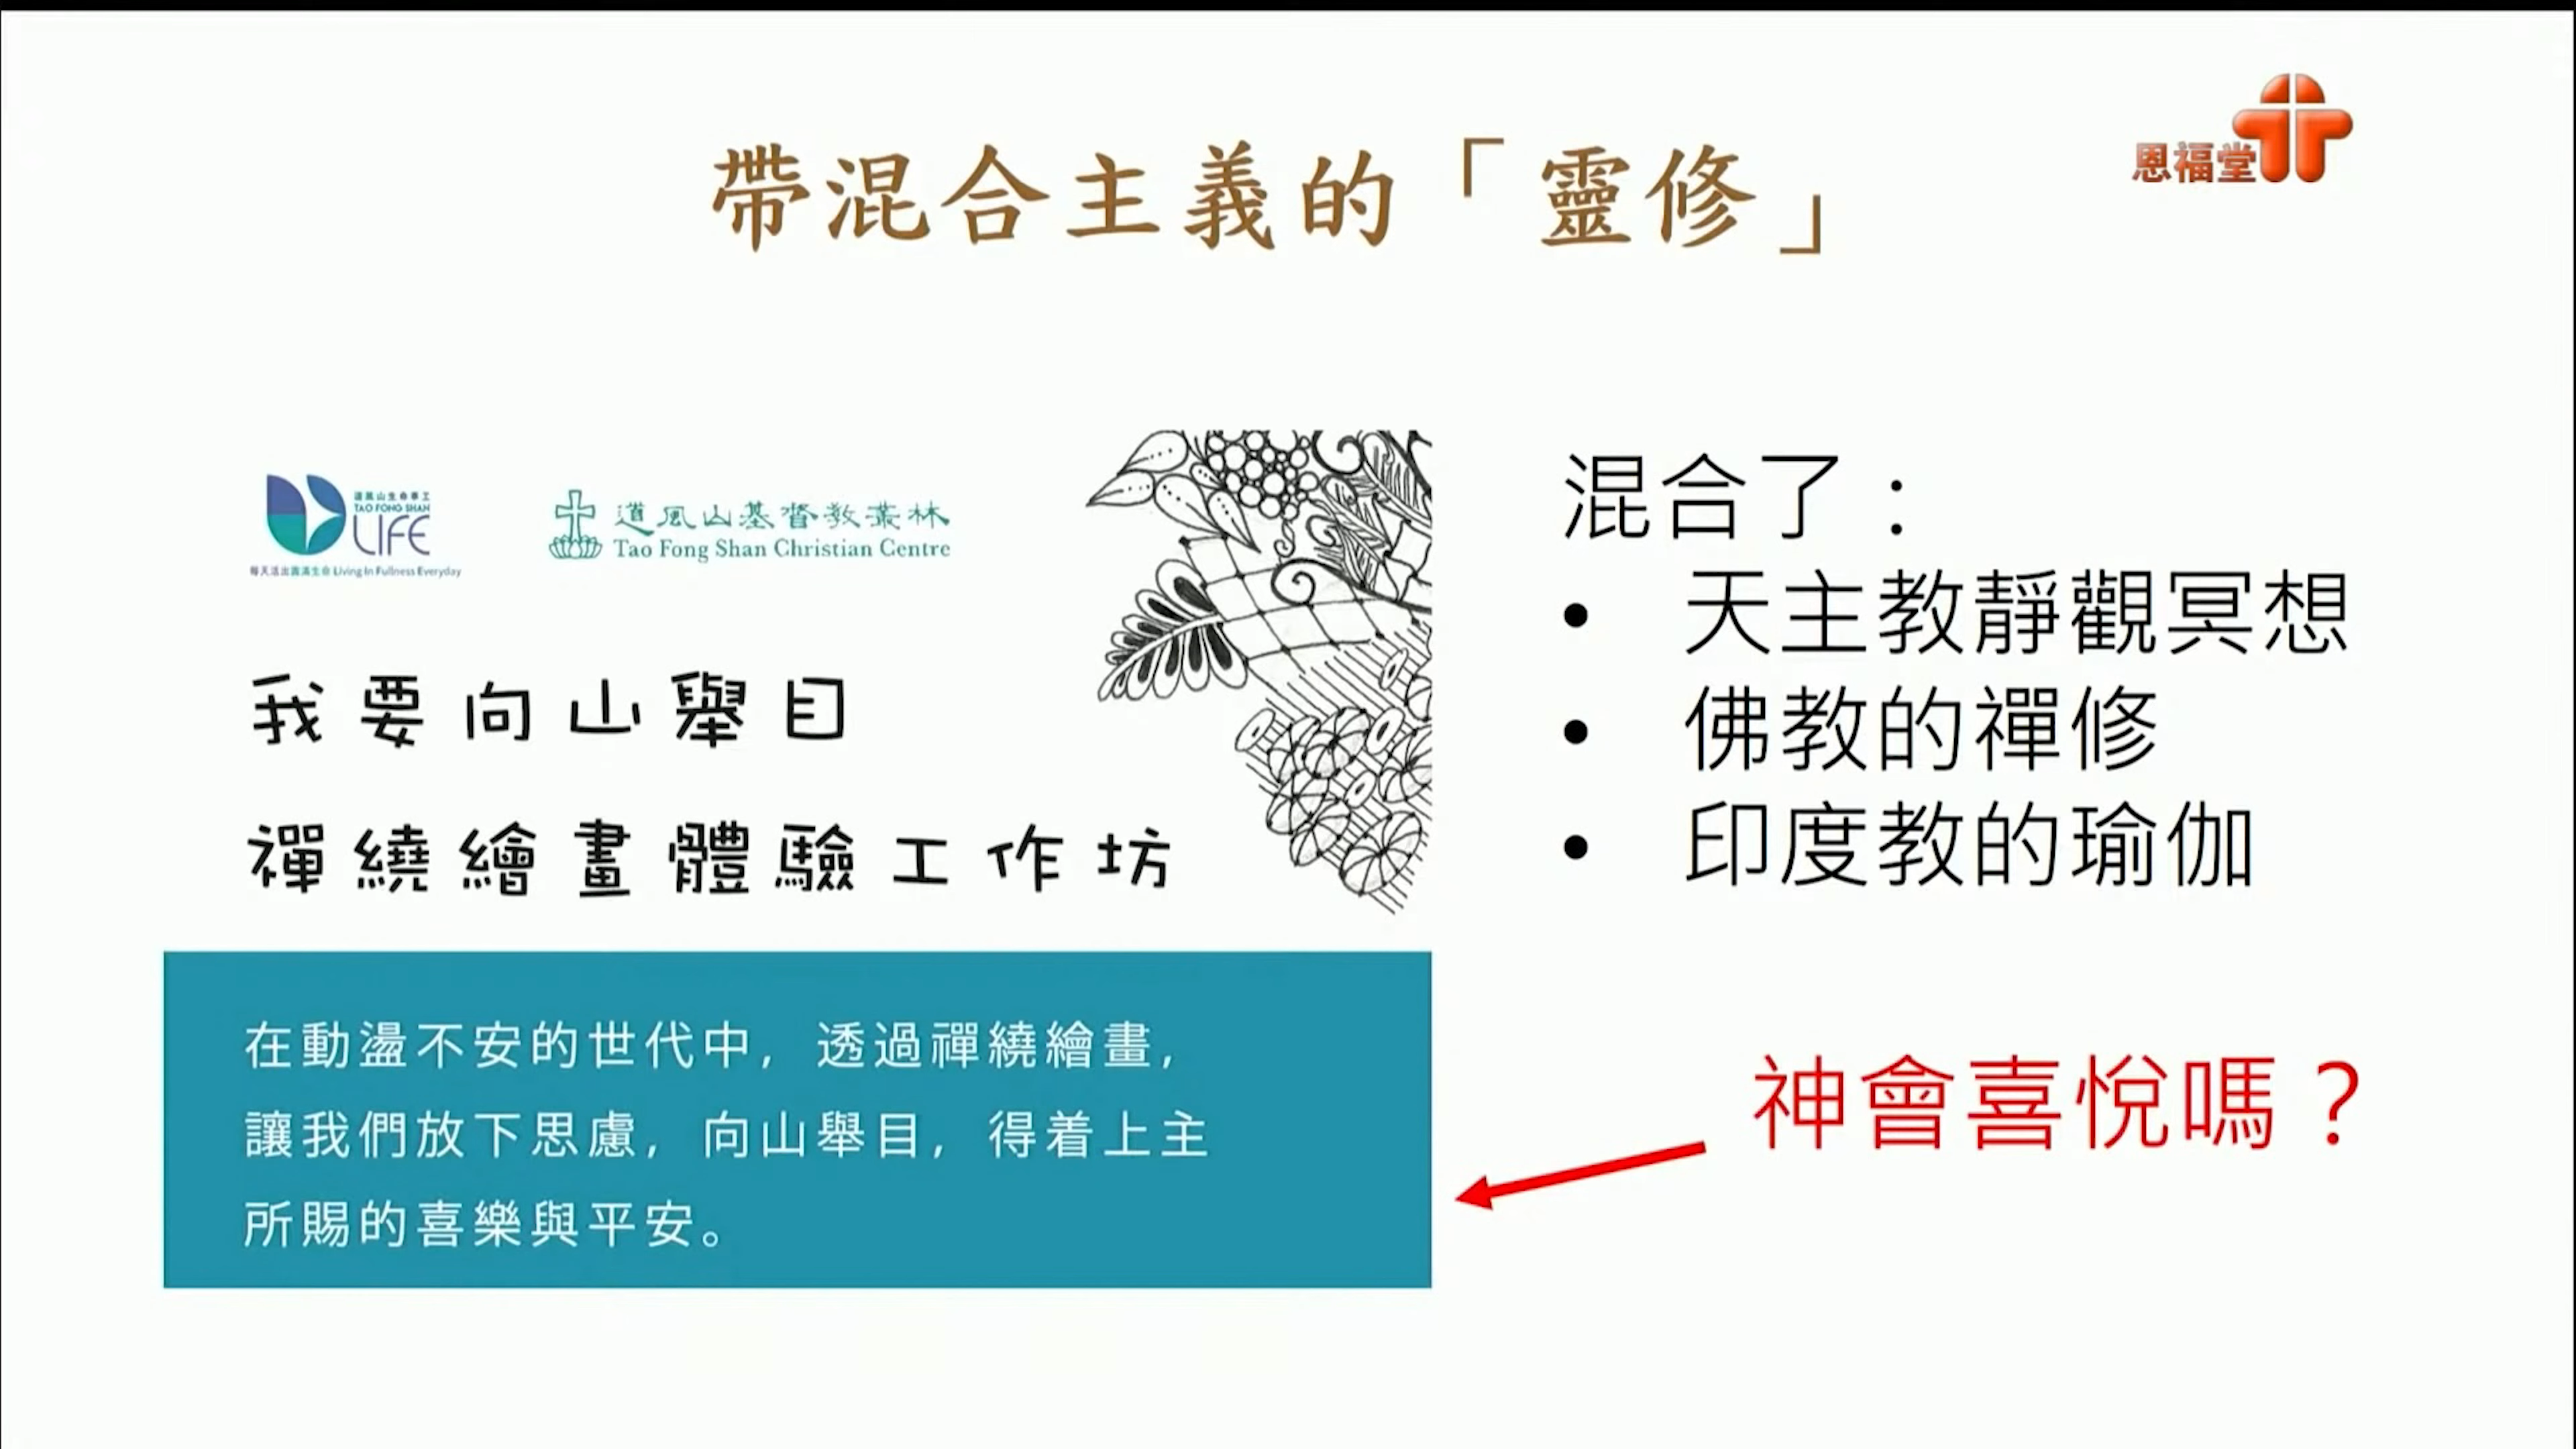 恩福堂
帶混合主義的「靈修」
道風山生命事工
TAO FONG SHAN
LIFE
每天活出圓滿生命 Living In Fullness Everyday
道風山基督教叢林
Tao Fong Shan Christian Centre
我要向山舉目
禪繞繪畫體驗工作坊
在動盪不安的世代中，透過禪繞繪畫，
讓我們放下思慮，向山舉目，得着上主
所賜的喜樂與平安。
混合了：
• 天主教靜觀冥想
• 佛教的禪修
• 印度教的瑜伽
神會喜悅嗎？